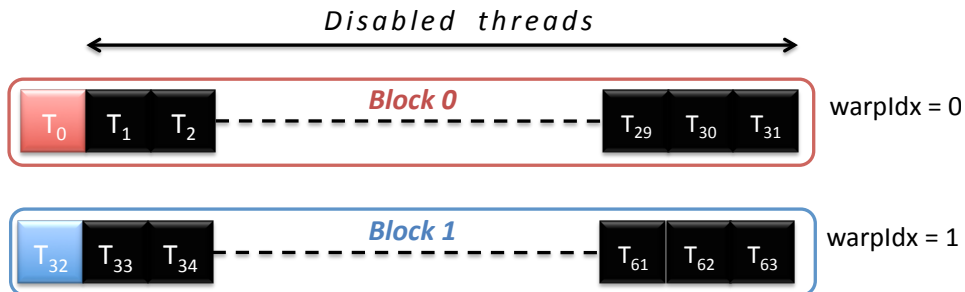 Disabled threads
Block 0
T0 T1 T2 T29 T30 T31 warpIdx = 0
Block 1
T32 T33 T34 T61 T62 T63 warpIdx = 1